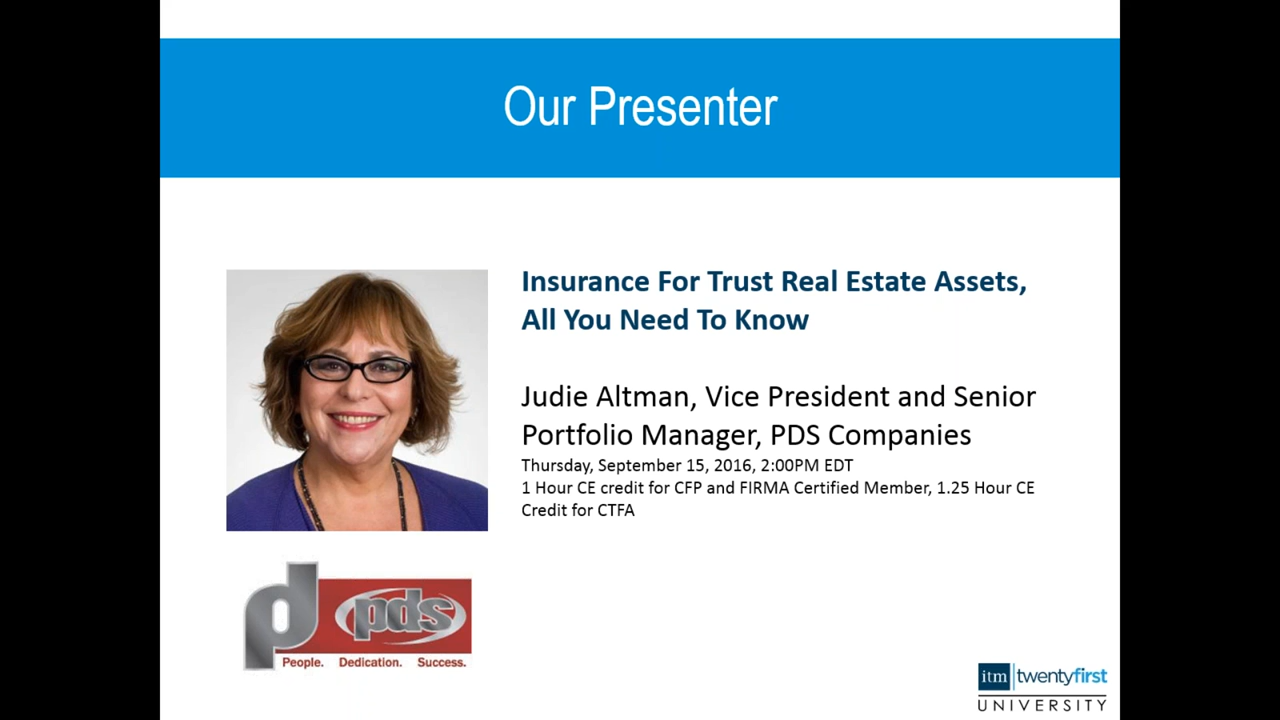 Our Presenter
Insurance For Trust Real Estate Assets,
All You Need To Know
Judie Altman, Vice President and Senior
Portfolio Manager, PDS Companies
Thursday, September 15, 2016, 2:00PM EDT
1 Hour CE credit for CFP and FIRMA Certified Member, 1.25 Hour CE
Credit for CTFA
p pds
People. Dedication. Success.
itm twentyfirst
UNIVERSITY